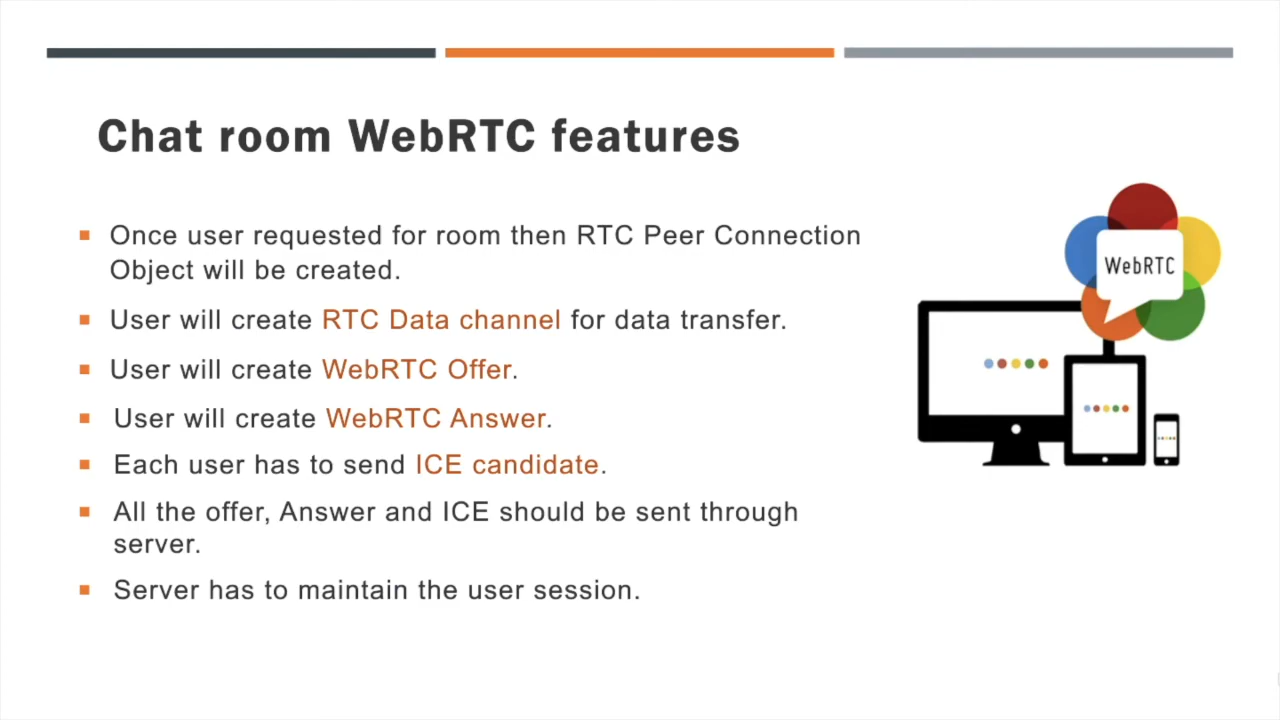 Chat room WebRTC features
Once user requested for room then RTC Peer Connection
Object will be created.
User will create RTC Data channel for data transfer.
User will create WebRTC Offer.
User will create WebRTC Answer.
Each user has to send ICE candidate.
All the offer, Answer and ICE should be sent through
server.
Server has to maintain the user session.
WebRTC